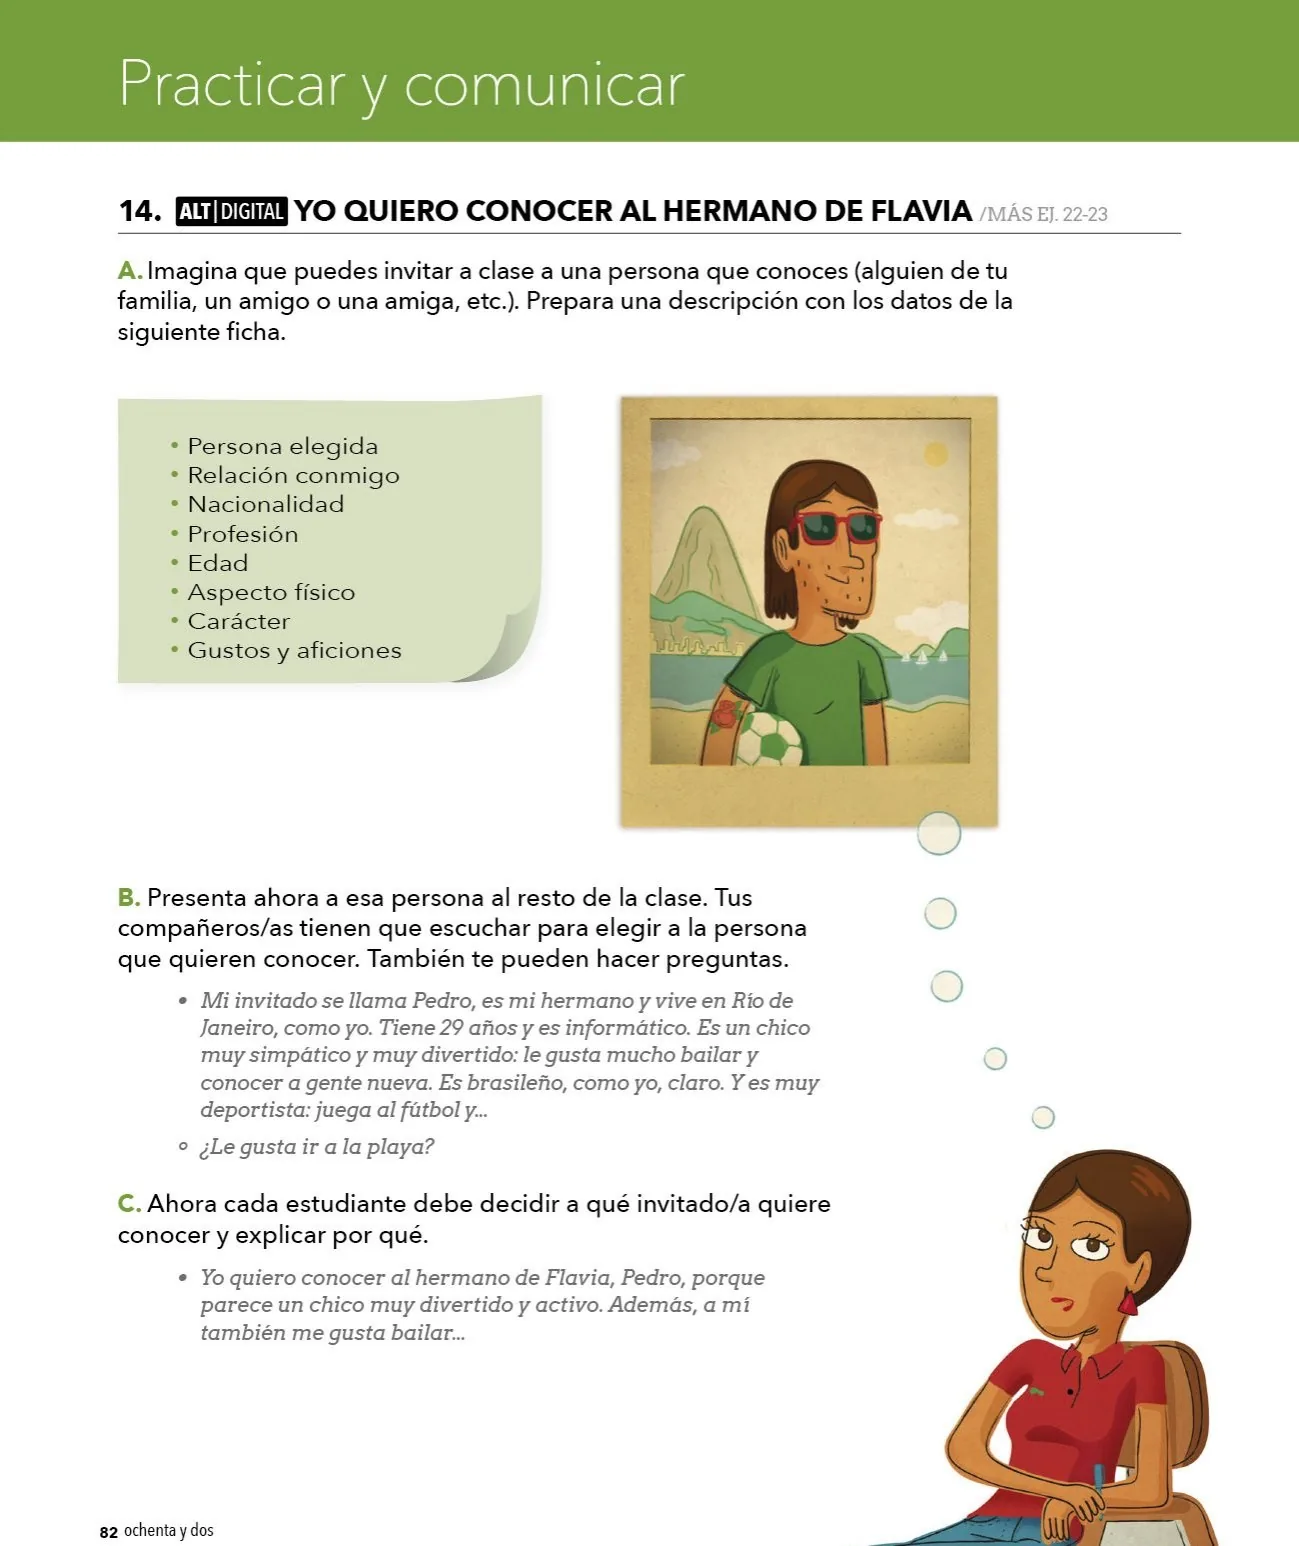 Practicar y comunicar
14. ALT|DIGITAL YO QUIERO CONOCER AL HERMANO DE FLAVIA /MÁS EJ. 22-23
A. Imagina que puedes invitar a clase a una persona que conoces (alguien de tu
familia, un amigo o una amiga, etc.). Prepara una descripción con los datos de la
siguiente ficha.
• Persona elegida
• Relación conmigo
• Nacionalidad
• Profesión
• Edad
• Aspecto físico
• Carácter
• Gustos y aficiones
B. Presenta ahora a esa persona al resto de la clase. Tus
compañeros/as tienen que escuchar para elegir a la persona
que quieren conocer. También te pueden hacer preguntas.
• Mi invitado se llama Pedro, es mi hermano y vive en Río de
Janeiro, como yo. Tiene 29 años y es informático. Es un chico
muy simpático y muy divertido: le gusta mucho bailar y
conocer a gente nueva. Es brasileño, como yo, claro. Y es muy
deportista: juega al fútbol y...
○ ¿Le gusta ir a la playa?
C. Ahora cada estudiante debe decidir a qué invitado/a quiere
conocer y explicar por qué.
• Yo quiero conocer al hermano de Flavia, Pedro, porque
parece un chico muy divertido y activo. Además, a mí
también me gusta bailar...
82 ochenta y dos